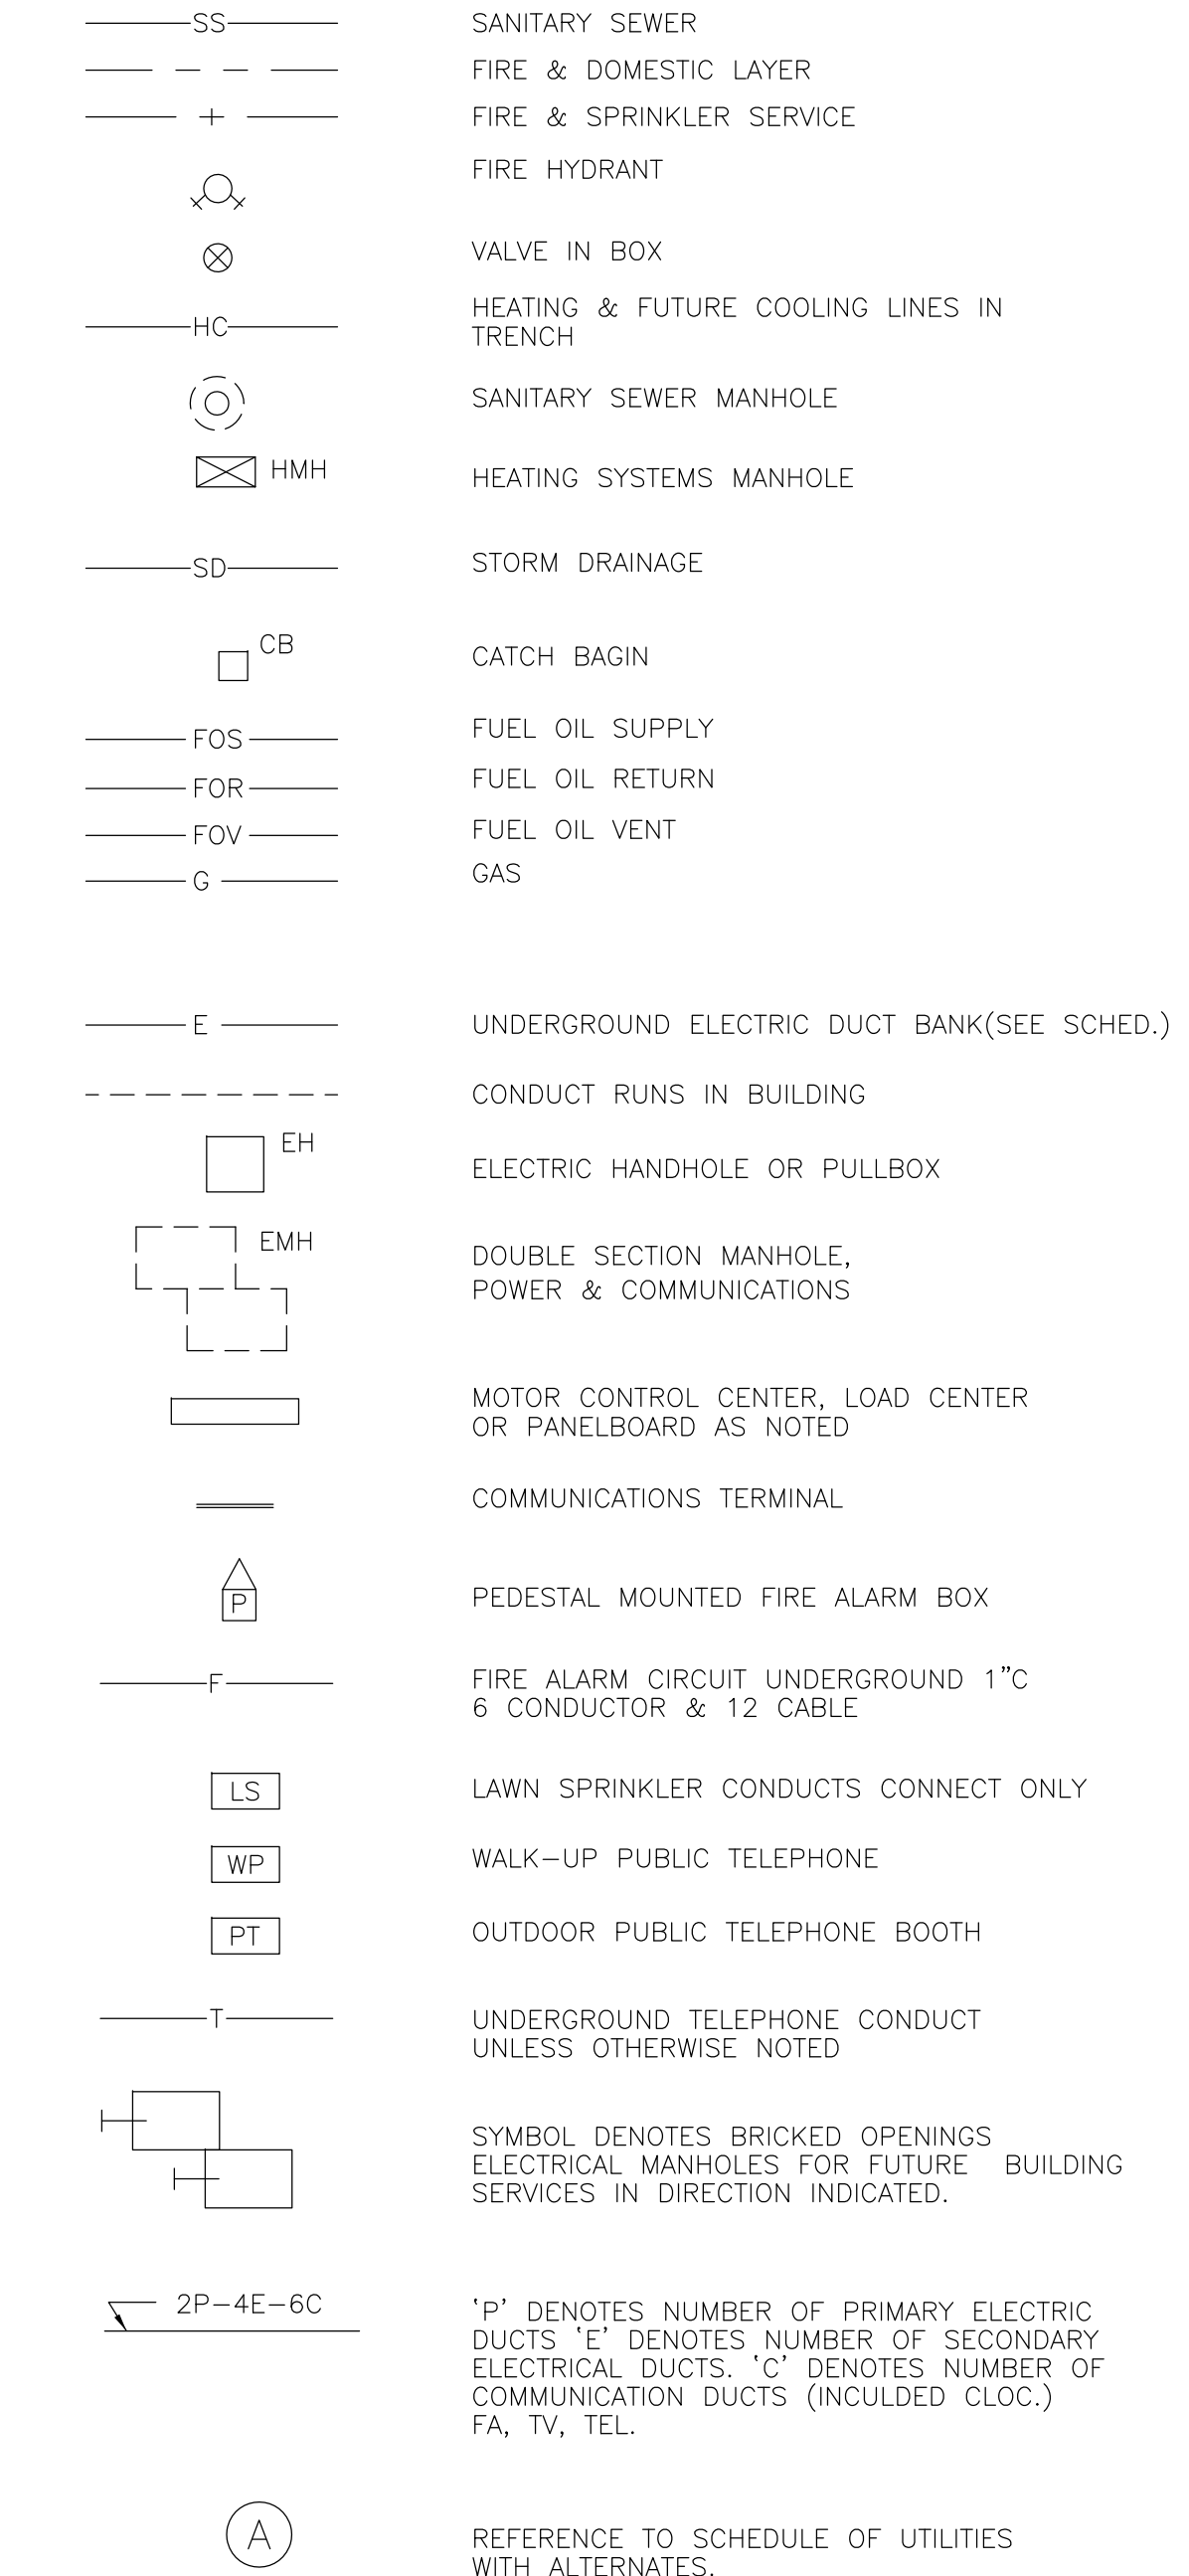 SS SANITARY SEWER
FIRE & DOMESTIC LAYER
FIRE & SPRINKLER SERVICE
FIRE HYDRANT
VALVE IN BOX
HC HEATING & FUTURE COOLING LINES IN
TRENCH
SANITARY SEWER MANHOLE
HMH HEATING SYSTEMS MANHOLE
SD STORM DRAINAGE
CB CATCH BAGIN
FOS FUEL OIL SUPPLY
FOR FUEL OIL RETURN
FOV FUEL OIL VENT
G GAS
E UNDERGROUND ELECTRIC DUCT BANK(SEE SCHED.)
CONDUCT RUNS IN BUILDING
EH ELECTRIC HANDHOLE OR PULLBOX
EMH DOUBLE SECTION MANHOLE,
POWER & COMMUNICATIONS
MOTOR CONTROL CENTER, LOAD CENTER
OR PANELBOARD AS NOTED
COMMUNICATIONS TERMINAL
P PEDESTAL MOUNTED FIRE ALARM BOX
F FIRE ALARM CIRCUIT UNDERGROUND 1”C
6 CONDUCTOR & 12 CABLE
LS LAWN SPRINKLER CONDUCTS CONNECT ONLY
WP WALK-UP PUBLIC TELEPHONE
PT OUTDOOR PUBLIC TELEPHONE BOOTH
T UNDERGROUND TELEPHONE CONDUCT
UNLESS OTHERWISE NOTED
SYMBOL DENOTES BRICKED OPENINGS
ELECTRICAL MANHOLES FOR FUTURE BUILDING
SERVICES IN DIRECTION INDICATED.
2P-4E-6C ‘P’ DENOTES NUMBER OF PRIMARY ELECTRIC
DUCTS ‘E’ DENOTES NUMBER OF SECONDARY
ELECTRICAL DUCTS. ‘C’ DENOTES NUMBER OF
COMMUNICATION DUCTS (INCULDED CLOC.)
FA, TV, TEL.
A REFERENCE TO SCHEDULE OF UTILITIES
WITH ALTERNATES.